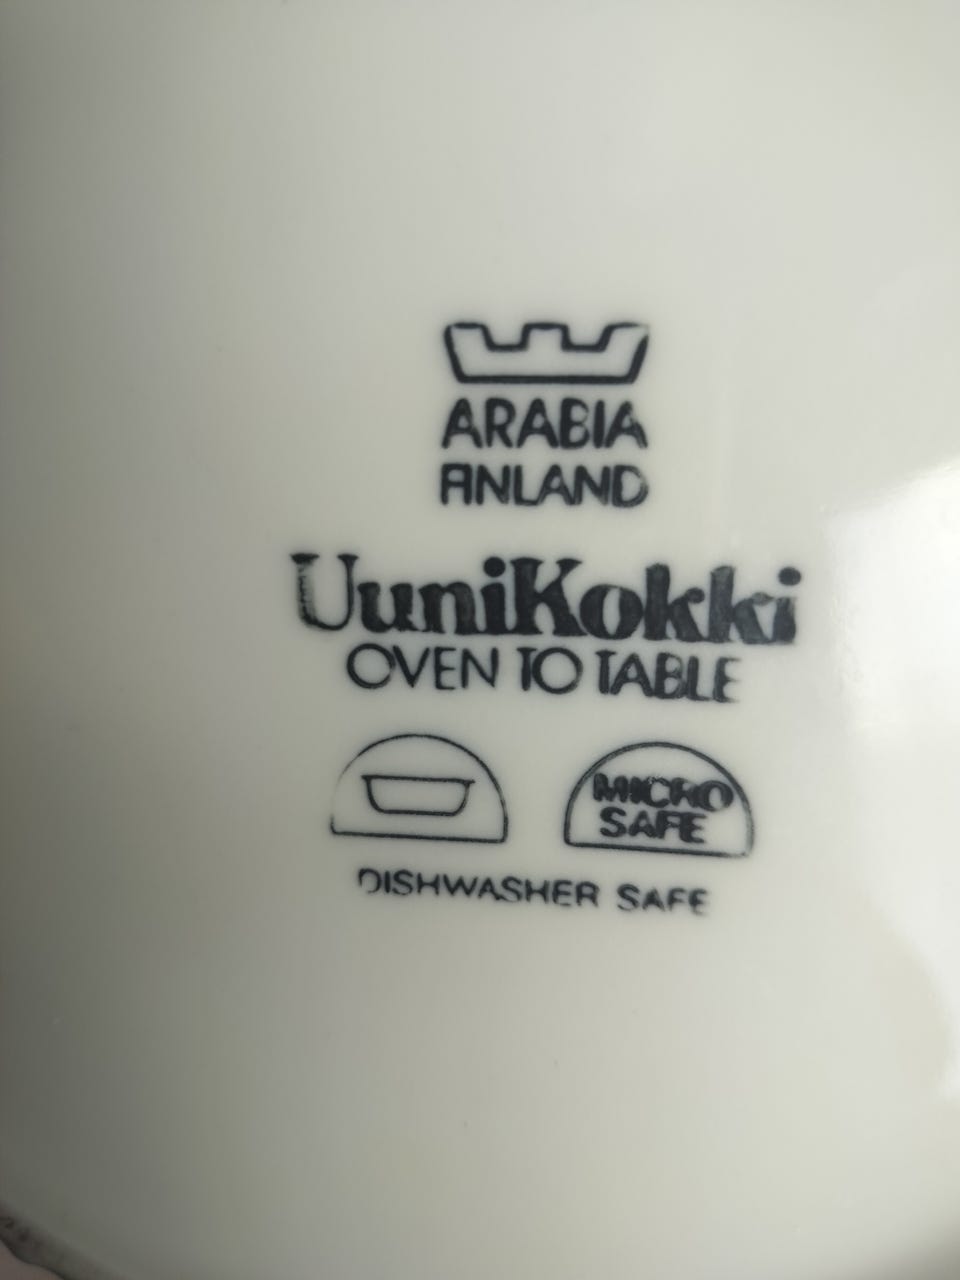 ARABIA
FINLAND
UuniKokki
OVEN TO TABLE
MICRO
SAFE
DISHWASHER SAFE